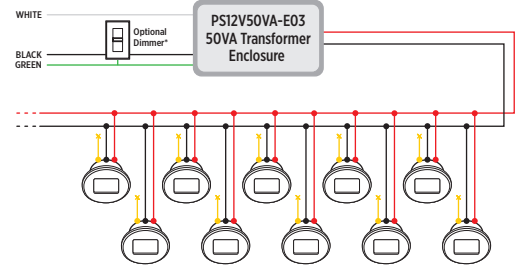 WHITE
Optional
Dimmer*
BLACK
GREEN
PS12V50VA-E03
50VA Transformer
Enclosure